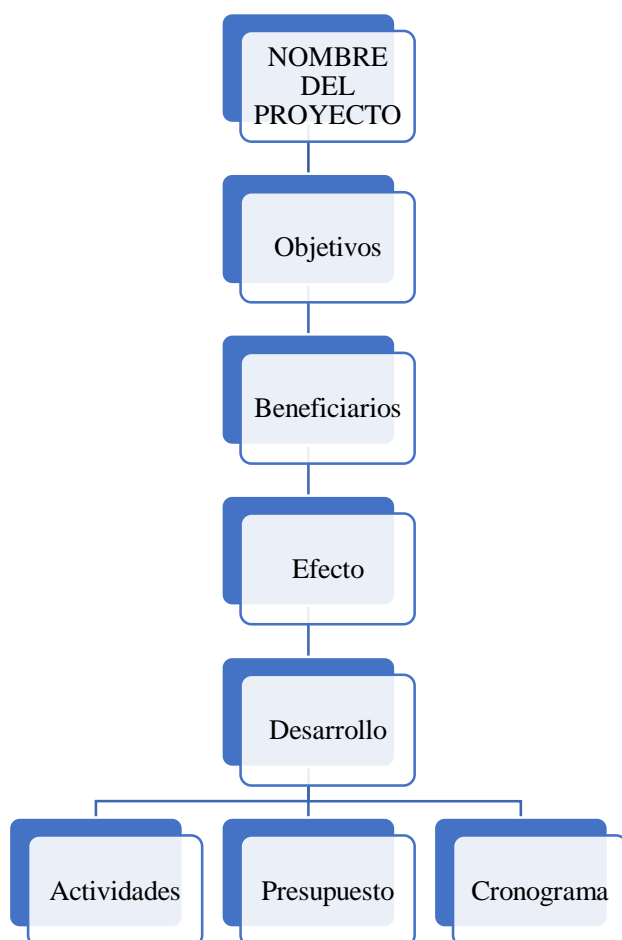 NOMBRE
DEL
PROYECTO
Objetivos
Beneficiarios
Efecto
Desarrollo
Actividades
Presupuesto
Cronograma